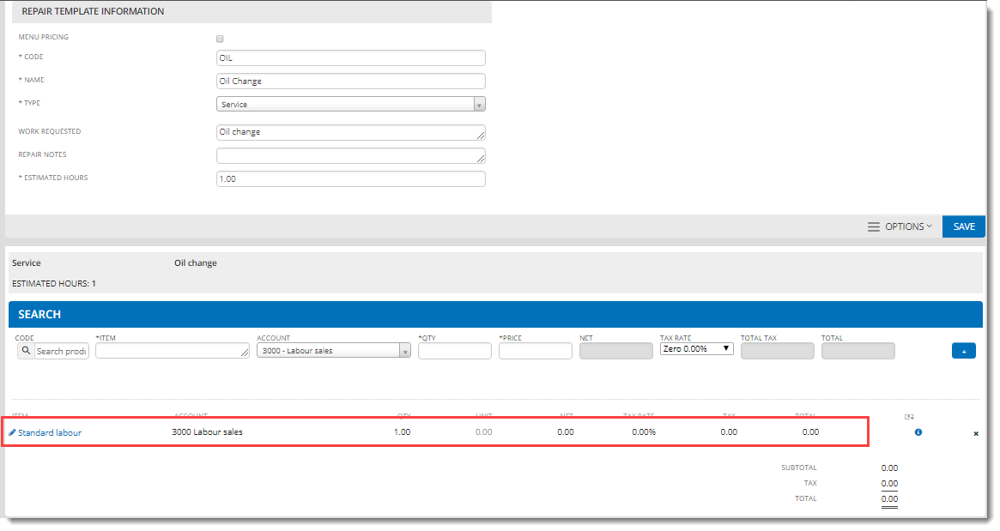 REPAIR TEMPLATE INFORMATION
MENU PRICING
* CODE OIL
* NAME Oil Change
* TYPE Service
WORK REQUESTED Oil change
REPAIR NOTES
* ESTIMATED HOURS 1.00
OPTIONS SAVE
Service Oil change
ESTIMATED HOURS: 1
SEARCH
CODE *ITEM ACCOUNT *QTY *PRICE NET TAX RATE TOTAL TAX TOTAL
Search prodi 3000 - Labour sales Zero 0.00% +
ITEM ACCOUNT QTY UNIT NET TAX RATE TAX TOTAL
Standard labour 3000 Labour sales 1.00 0.00 0.00 0.00% 0.00 0.00
SUBTOTAL 0.00
TAX 0.00
TOTAL 0.00